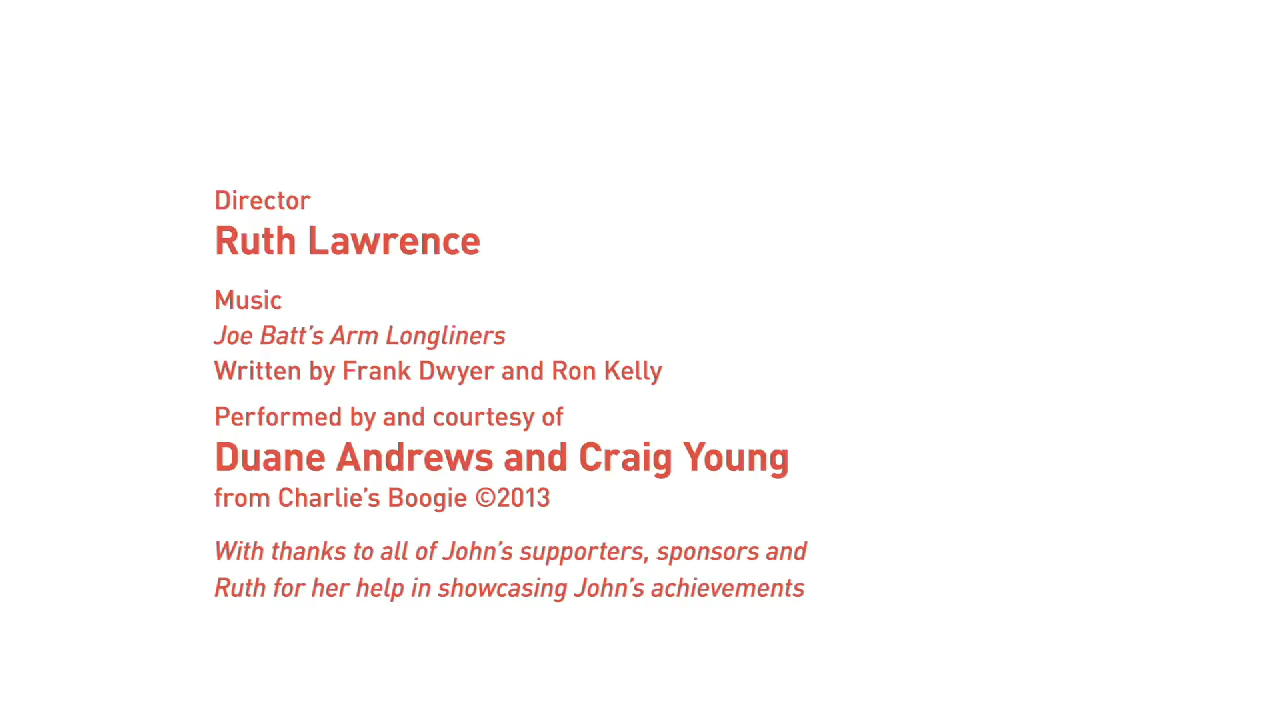 Director
Ruth Lawrence
Music
Joe Batt's Arm Longliners
Written by Frank Dwyer and Ron Kelly
Performed by and courtesy of
Duane Andrews and Craig Young
from Charlie's Boogie ©2013
With thanks to all of John's supporters, sponsors and
Ruth for her help in showcasing John's achievements